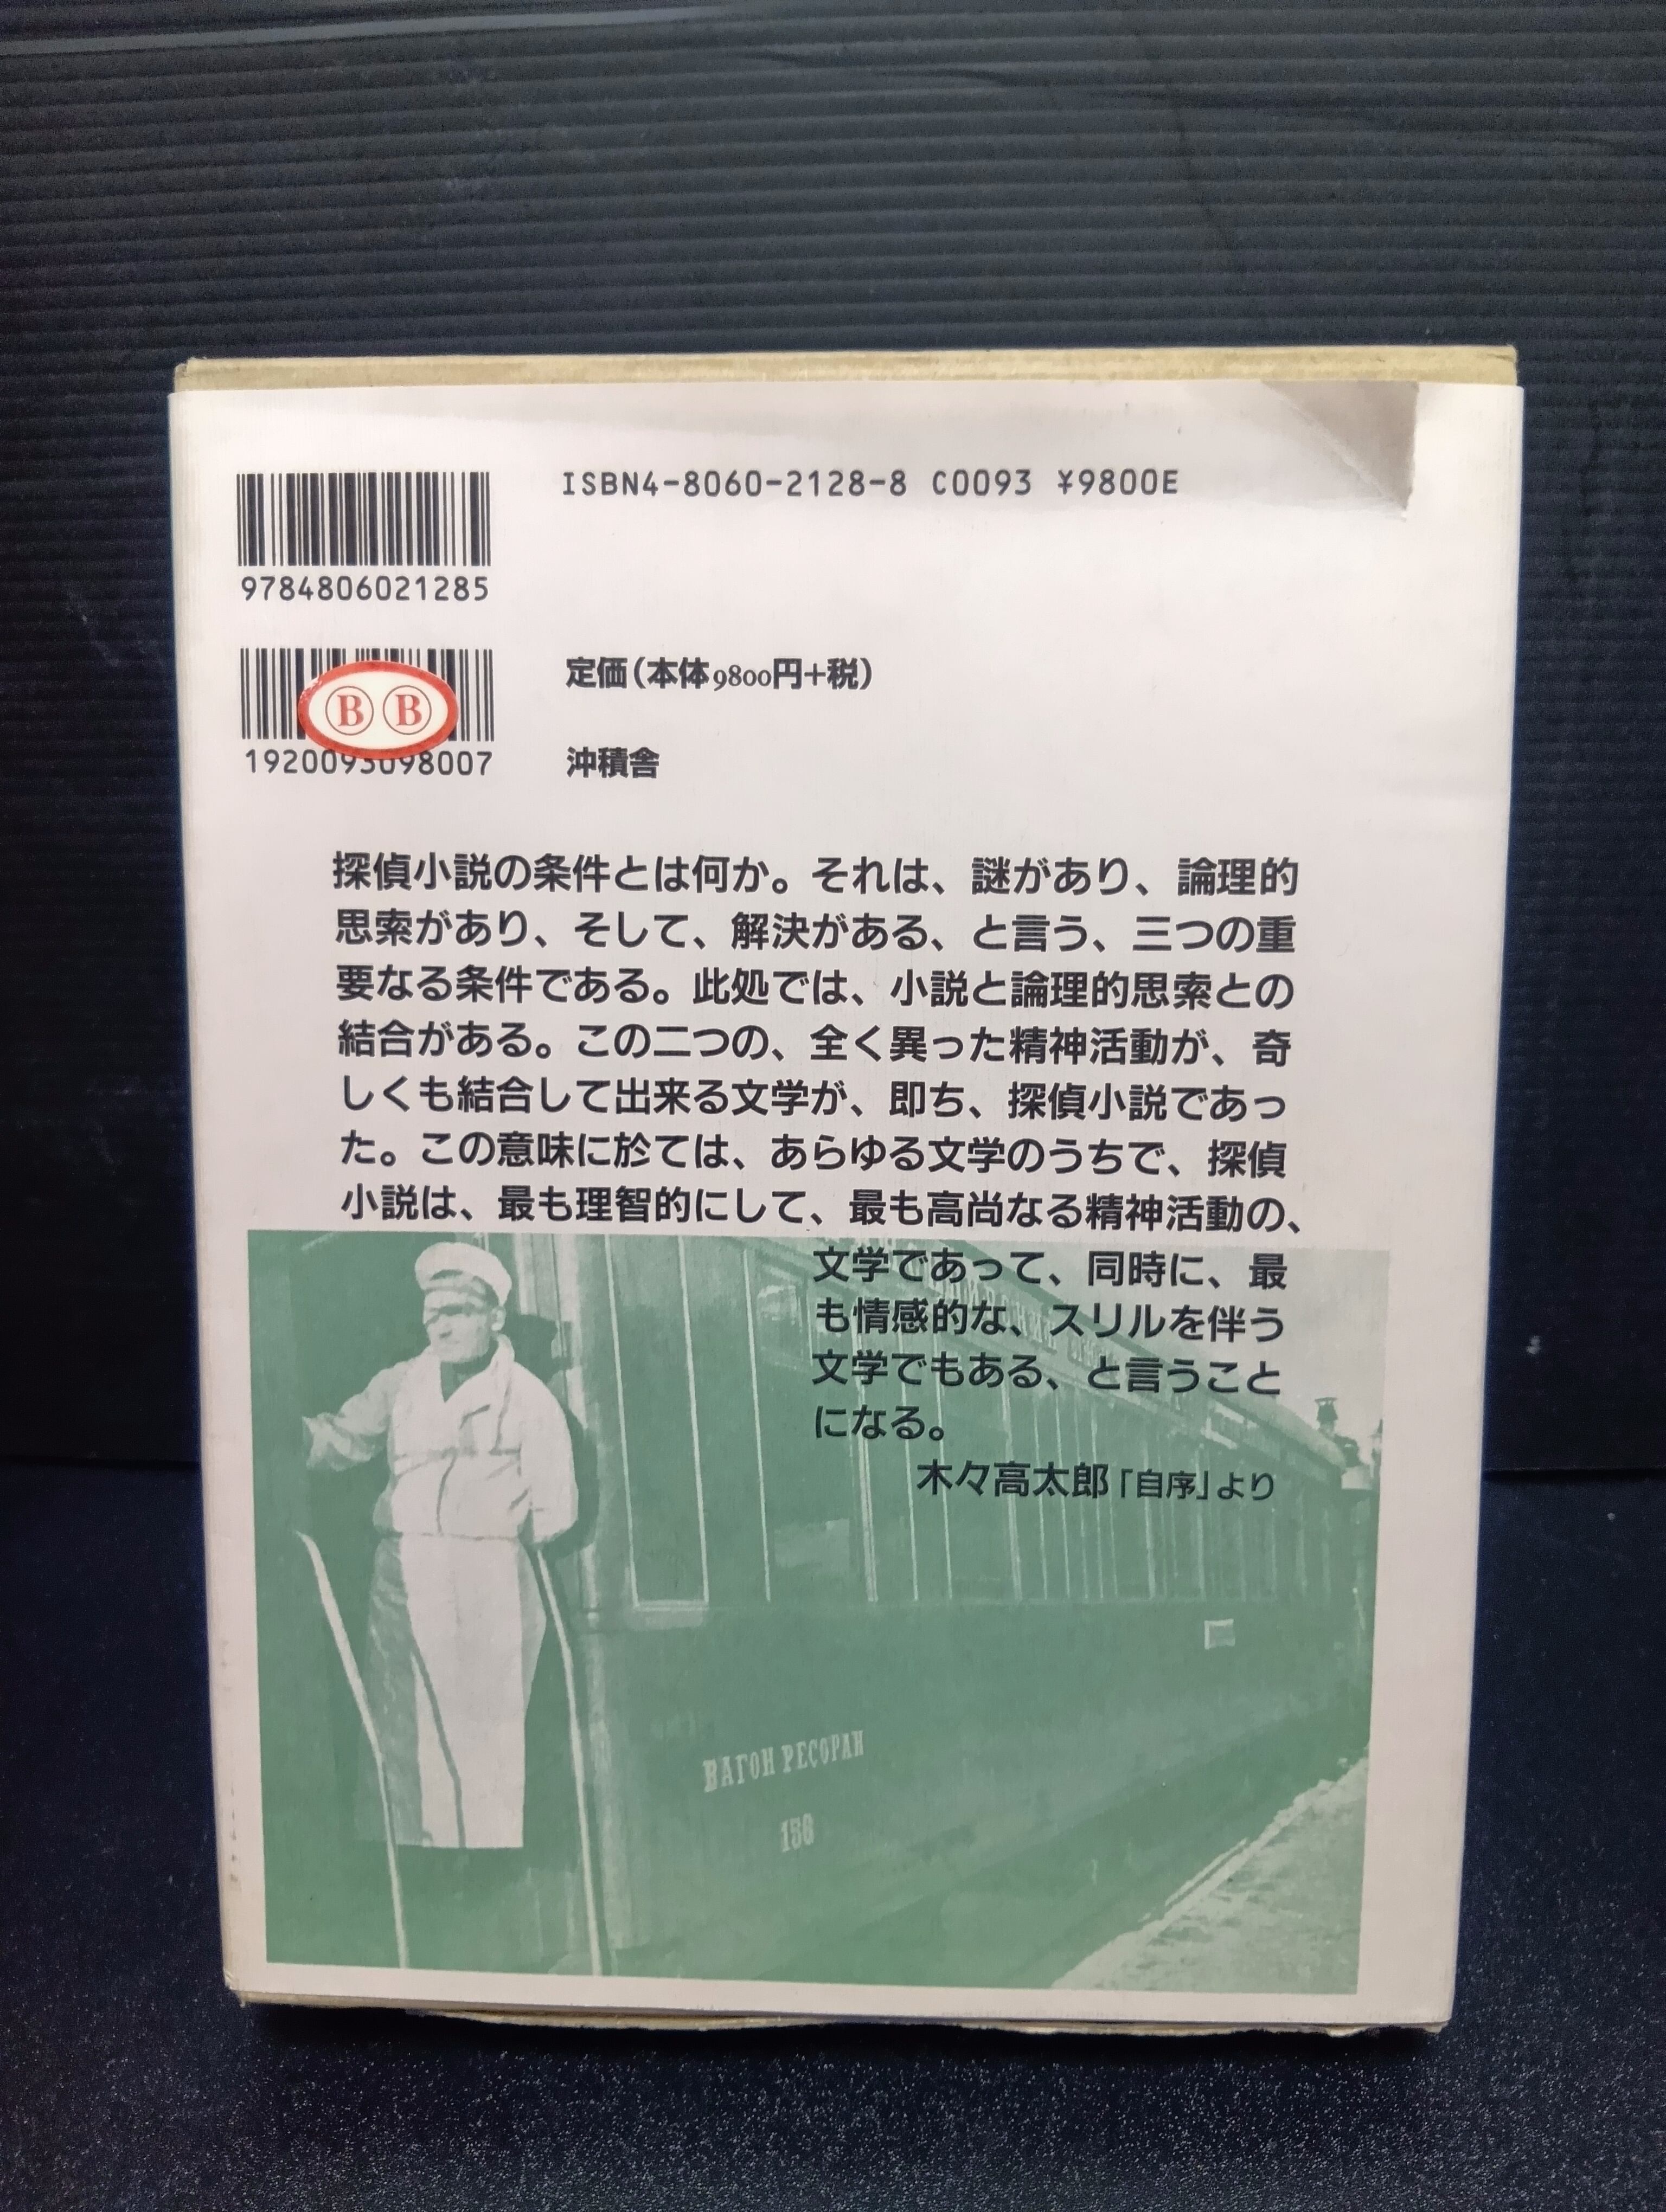 ISBN4-8060-2128-8 C0093 ¥9800E
9784806021285
定価(本体9800円+税)
B B
1920093098007
沖積舎
探偵小説の条件とは何か。それは、謎があり、論理的
思索があり、そして、解決がある、と言う、三つの重
要なる条件である。此処では、小説と論理的思索との
結合がある。この二つの、全く異った精神活動が、奇
しくも結合して出来る文学が、即ち、探偵小説であっ
た。この意味に於ては、あらゆる文学のうちで、探偵
小説は、最も理智的にして、最も高尚なる精神活動の、
文学であって、同時に、最
も情感的な、スリルを伴う
文学でもある、と言うこと
になる。
木々高太郎「自序」より
ВАГОН РЕСОРАН
156